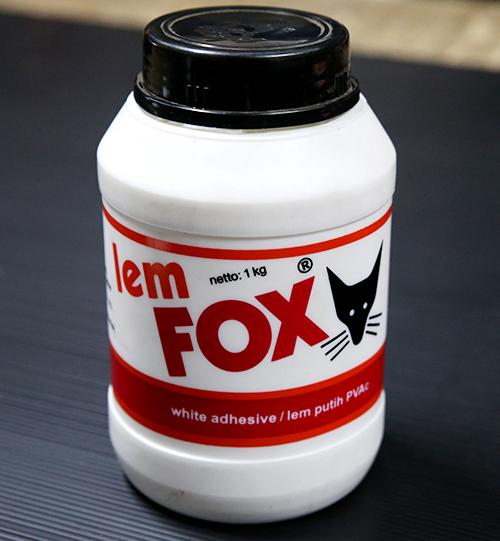 lem
netto: 1 kg
FOX®
white adhesive / lem putih PVAc